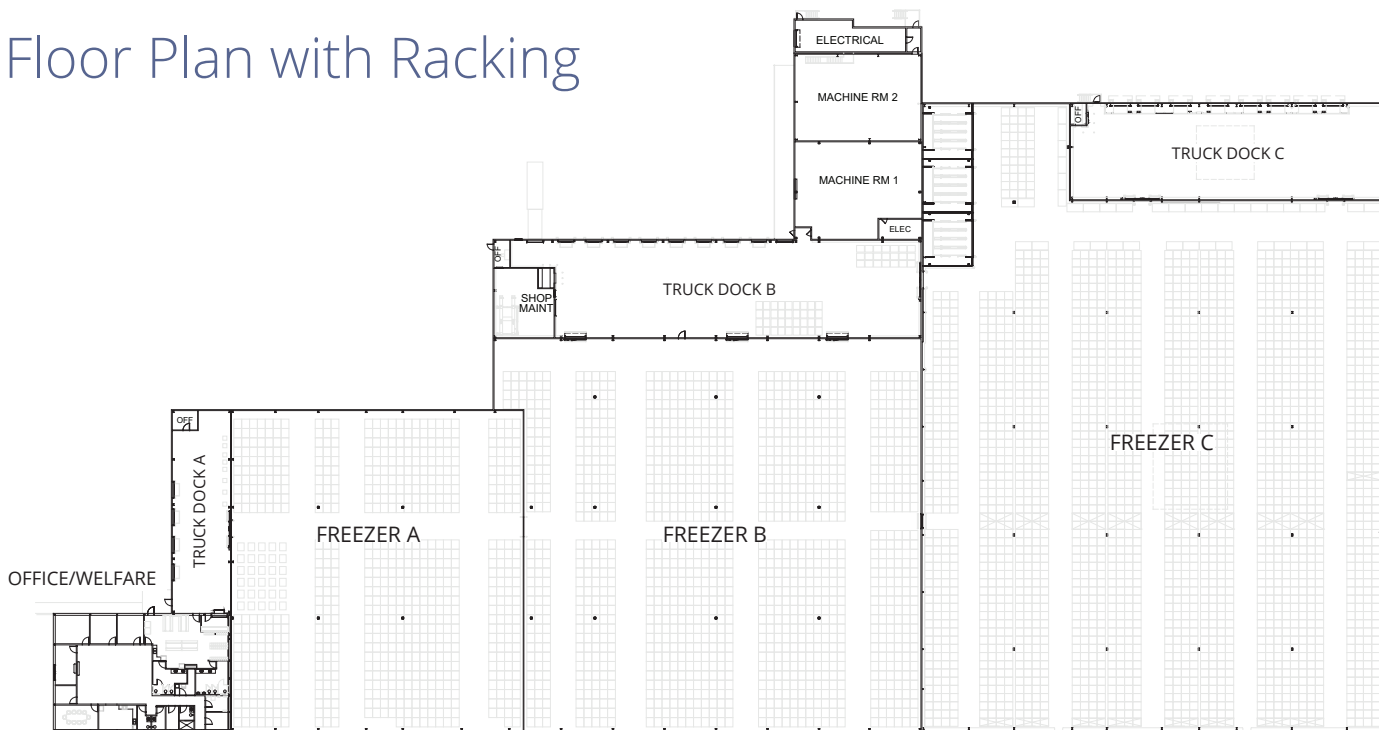 Floor Plan with Racking
ELECTRICAL
MACHINE RM 2
OFF
TRUCK DOCK C
MACHINE RM 1
ELEC
OFF
TRUCK DOCK B
SHOP
MAINT
OFF
TRUCK DOCK A
FREEZER C
FREEZER A
FREEZER B
OFFICE/WELFARE